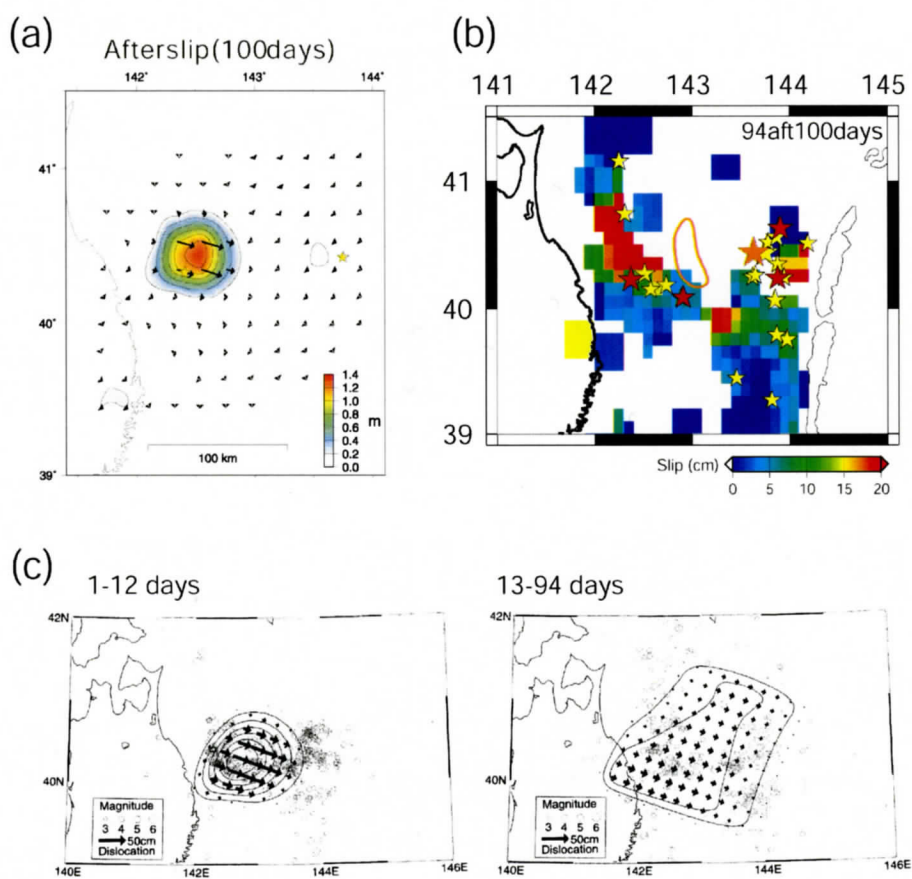 (a)
Afterslip(100days)
142° 143° 144°
41°
40°
39°
1.4
1.2
1.0
0.8
0.6
0.4
0.2
0.0
m
100 km
(b)
141 142 143 144 145
94aft100days
41
40
39
Slip (cm)
0 5 10 15 20
(c)
1-12 days
42N
40N
Magnitude
3 4 5 6
50cm
Dislocation
140E 142E 144E 146E
13-94 days
42N
40N
Magnitude
3 4 5 6
50cm
Dislocation
140E 142E 144E 146E